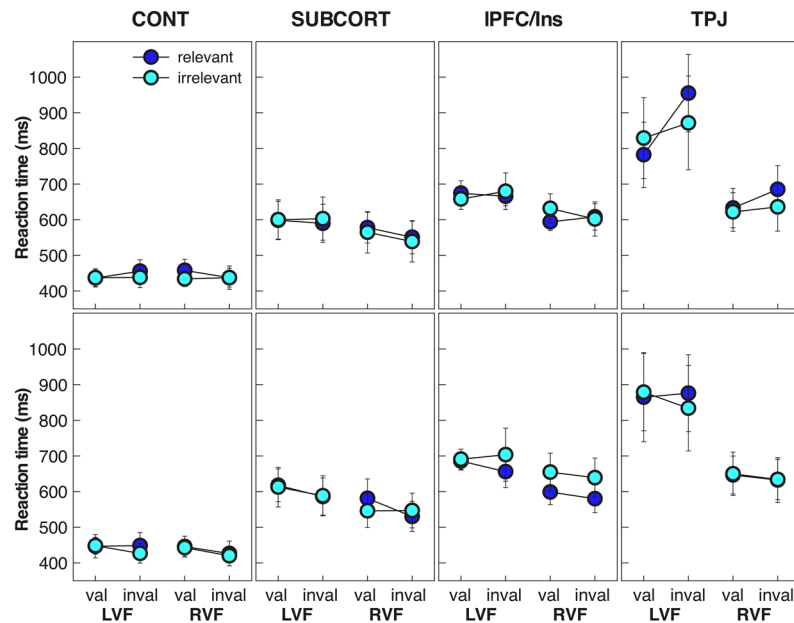 CONT SUBCORT lPFC/Ins TPJ
relevant
irrelevant
Reaction time (ms)
1000
900
800
700
600
500
400
Reaction time (ms)
1000
900
800
700
600
500
400
val inval val inval val inval val inval val inval val inval val inval val inval
LVF RVF LVF RVF LVF RVF LVF RVF